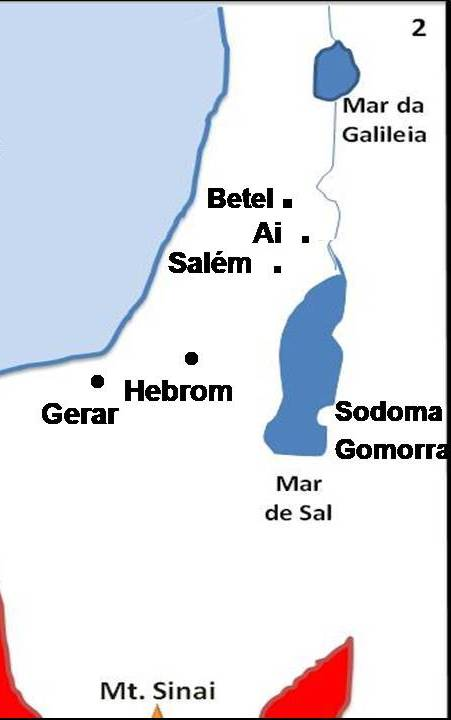 2
Mar da
Galileia
Betel
Ai
Salém
Hebrom
Gerar
Sodoma
Gomorra
Mar
de Sal
Mt. Sinai